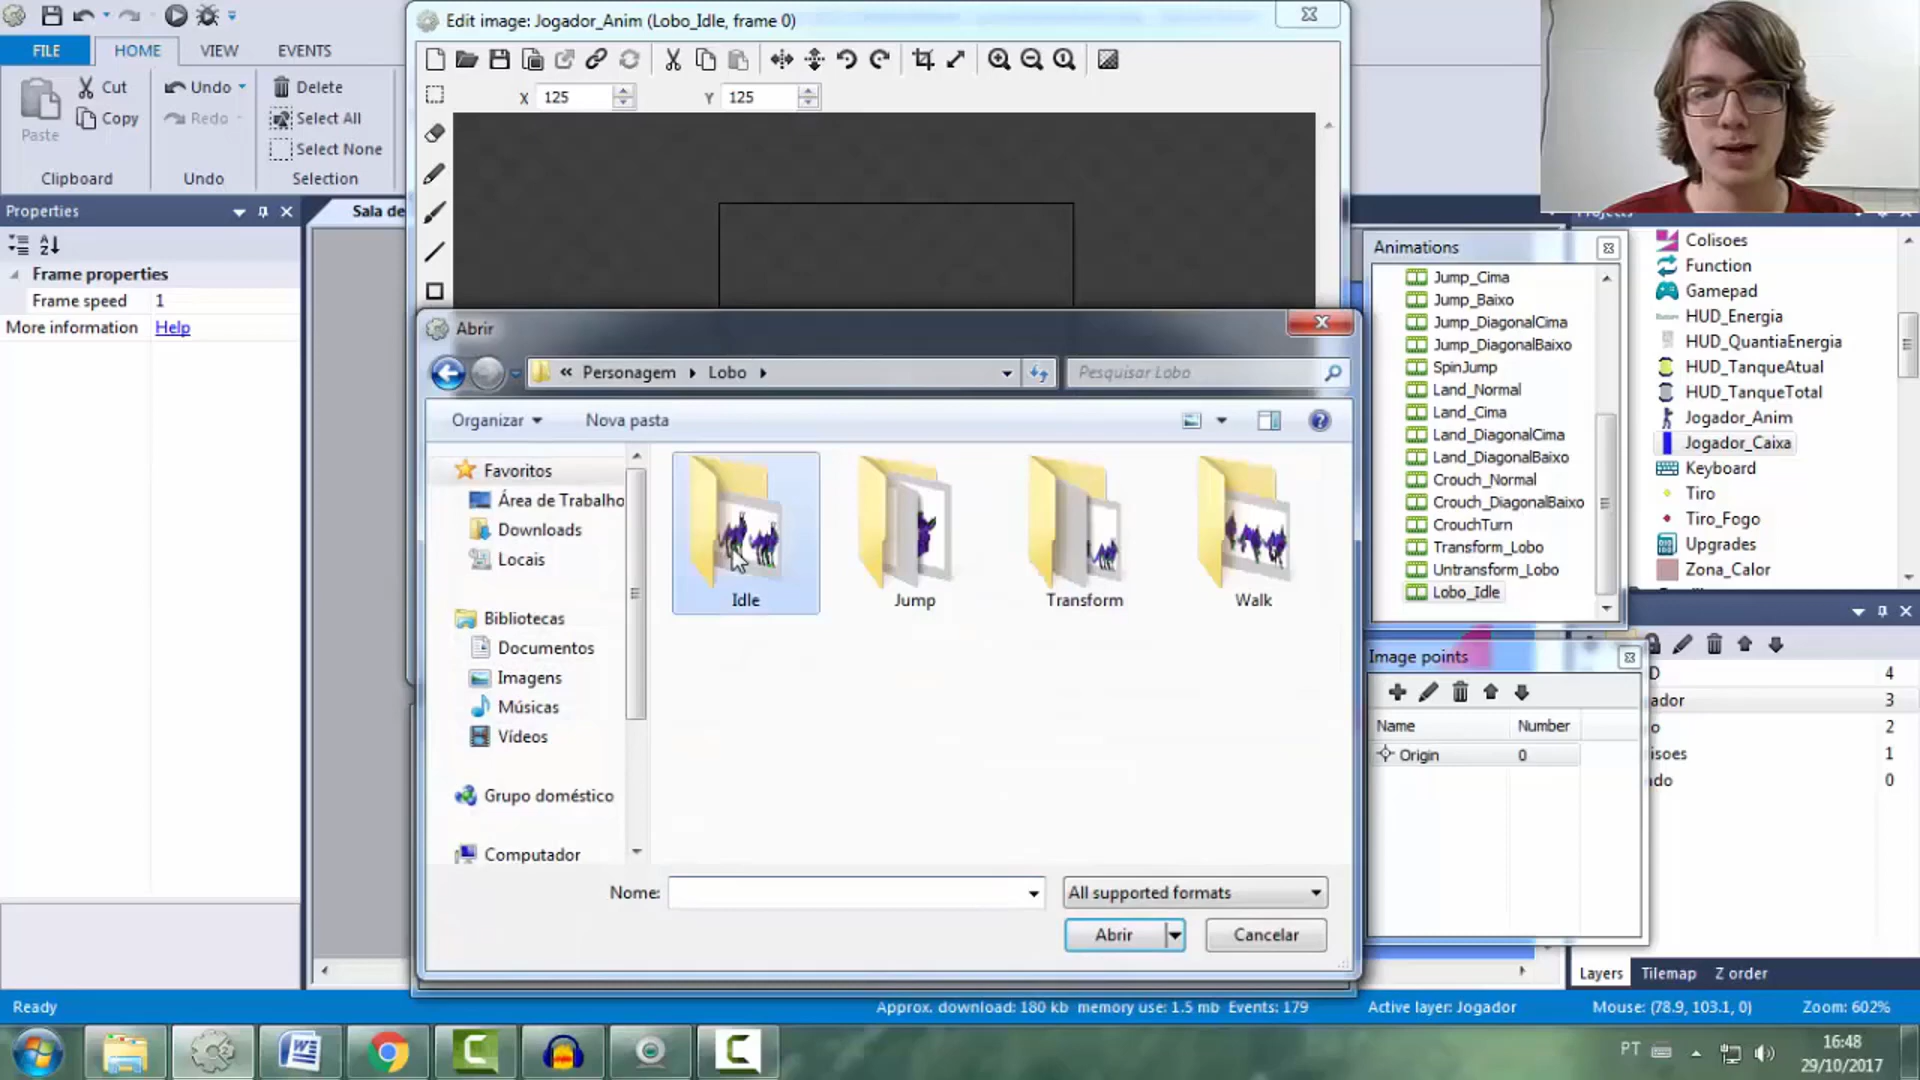 Edit image: Jogador_Anim (Lobo_Idle, frame 0)
FILE
HOME
VIEW
EVENTS
Paste
Cut
Copy
Undo
Redo
Delete
Select All
Select None
Clipboard
Undo
Selection
X 125
Y 125
Properties
Sala de
Frame properties
Frame speed 1
More information Help
Abrir
« Personagem Lobo
Pesquisar Lobo
Organizar
Nova pasta
Favoritos
Área de Trabalho
Downloads
Locais
Bibliotecas
Documentos
Imagens
Músicas
Vídeos
Grupo doméstico
Computador
Idle
Jump
Transform
Walk
Nome:
All supported formats
Abrir
Cancelar
Animations
Jump_Cima
Jump_Baixo
Jump_DiagonalCima
Jump_DiagonalBaixo
SpinJump
Land_Normal
Land_Cima
Land_DiagonalCima
Land_DiagonalBaixo
Crouch_Normal
Crouch_DiagonalBaixo
CrouchTurn
Transform_Lobo
Untransform_Lobo
Lobo_Idle
Image points
Name Number
Origin 0
Projects
Colisoes
Function
Gamepad
HUD_Energia
HUD_QuantiaEnergia
HUD_TanqueAtual
HUD_TanqueTotal
Jogador_Anim
Jogador_Caixa
Keyboard
Tiro
Tiro_Fogo
Upgrades
Zona_Calor
D 4
ador 3
o 2
isoes 1
do 0
Layers
Tilemap
Z order
Ready
Approx. download: 180 kb memory use: 1.5 mb Events: 179
Active layer: Jogador
Mouse: (78.9, 103.1, 0)
Zoom: 602%
PT
16:48
29/10/2017